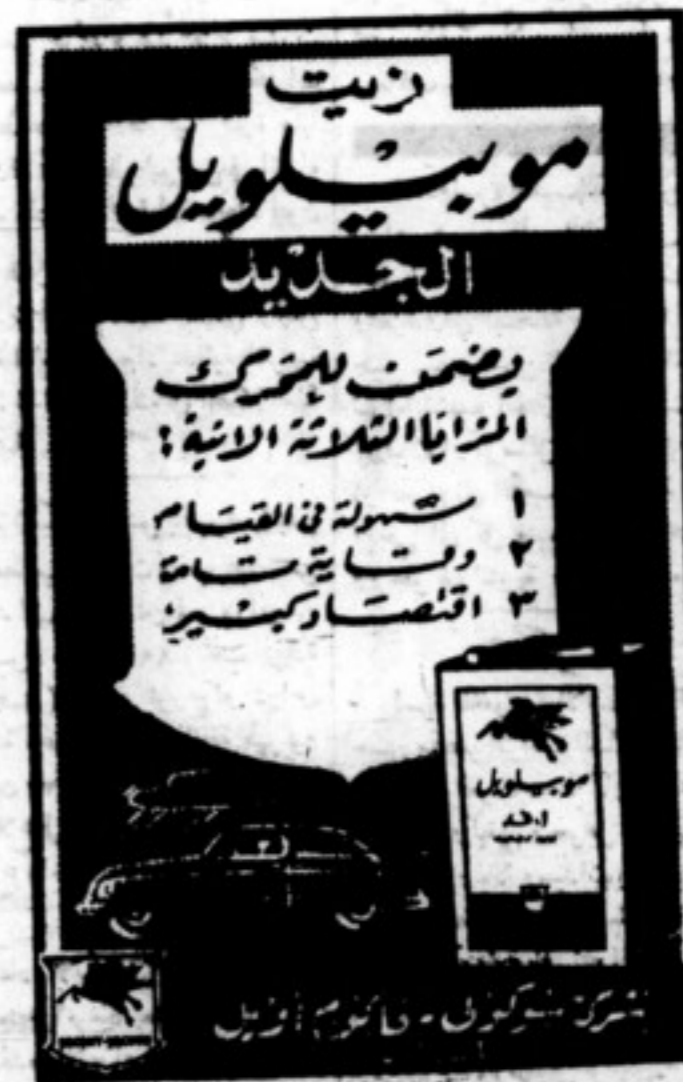 زيت
موبيلويل
الجديد
يضمن للمحرك
المزايا الثلاثة الاتية :
١ سهولة في القيام
٢ وقاية تامة
٣ اقتصاد كبير
موبيلويل
شركة سوكوني - فاكوم أويل